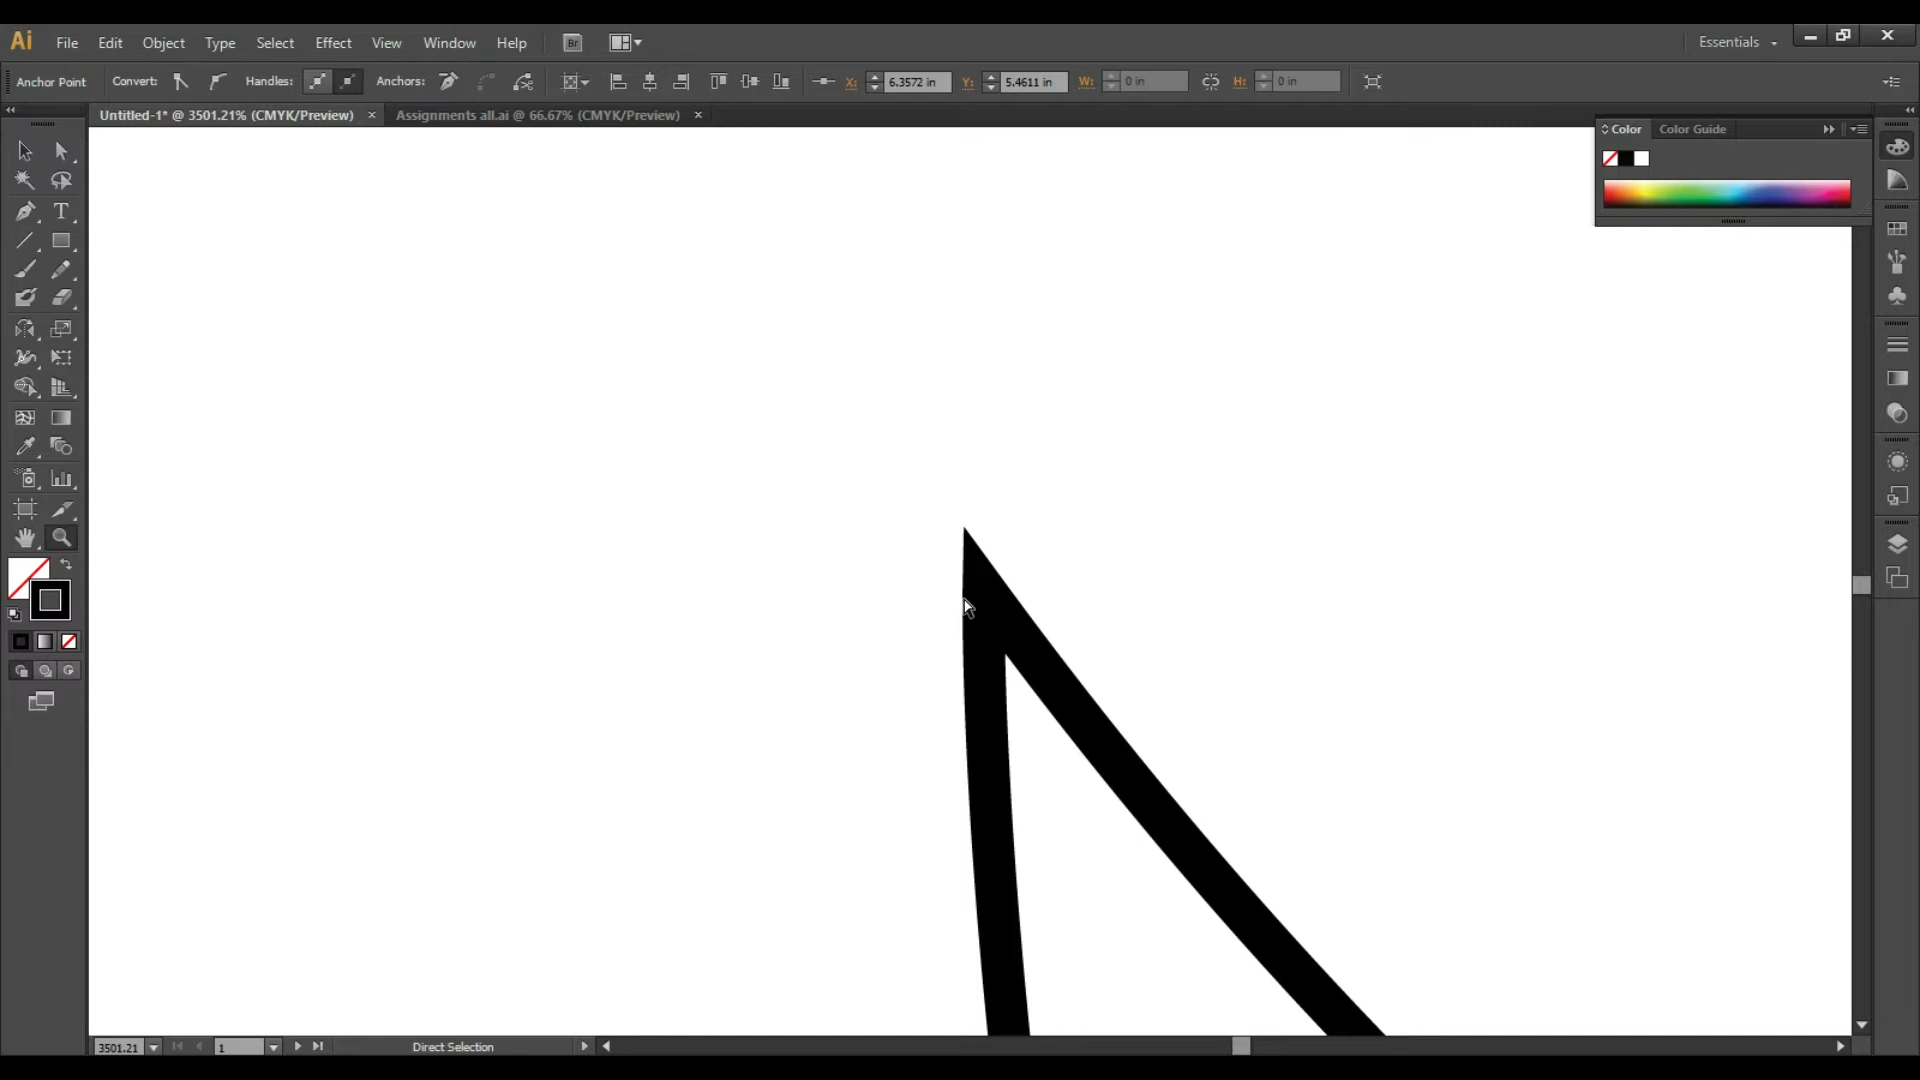 Ai File Edit Object Type Select Effect View Window Help Br Essentials
Anchor Point Convert: Handles: Anchors: X: 6.3572 in Y: 5.4611 in W: 0 in H: 0 in
Untitled-1* @ 3501.21% (CMYK/Preview) Assignments all.ai @ 66.67% (CMYK/Preview)
Color Color Guide
3501.21 1 Direct Selection